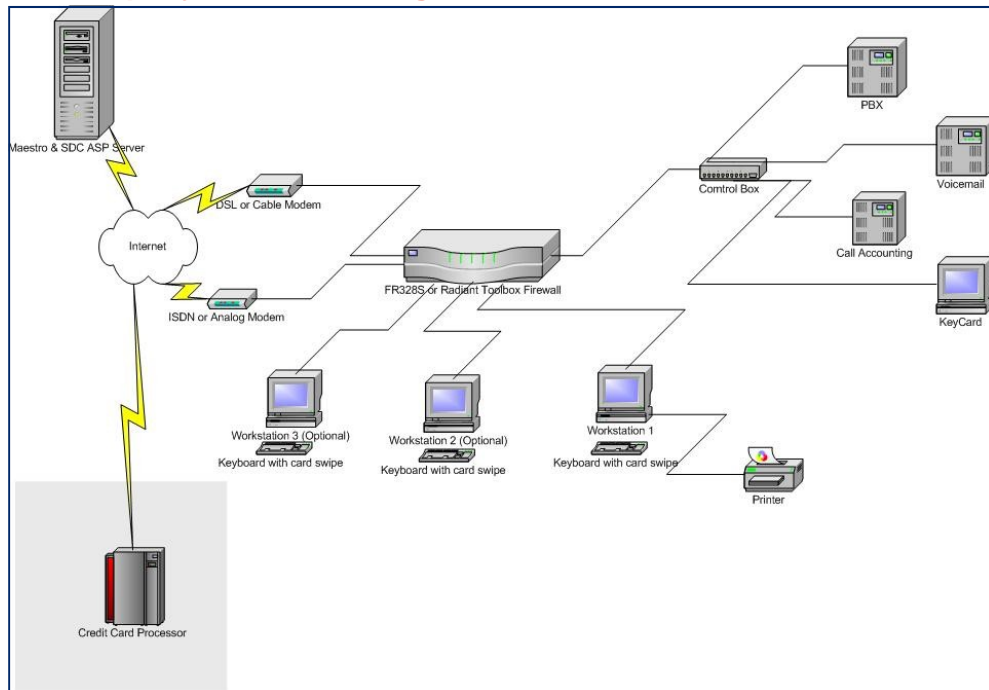 PBX
Maestro & SDC ASP Server
Comtrol Box
Voicemail
DSL or Cable Modem
Internet
Call Accounting
FR328S or Radiant Toolbox Firewall
ISDN or Analog Modem
KeyCard
Workstation 3 (Optional)
Keyboard with card swipe
Workstation 2 (Optional)
Keyboard with card swipe
Workstation 1
Keyboard with card swipe
Printer
Credit Card Processor